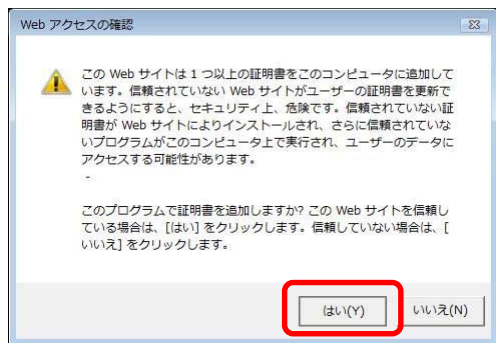 Web アクセスの確認
この Web サイトは 1 つ以上の証明書をこのコンピュータに追加して
います。信頼されていない Web サイトがユーザーの証明書を更新で
きるようにすると、セキュリティ上、危険です。信頼されていない証
明書が Web サイトによりインストールされ、さらに信頼されていな
いプログラムがこのコンピュータ上で実行され、ユーザーのデータに
アクセスする可能性があります。
-
このプログラムで証明書を追加しますか? この Web サイトを信頼し
ている場合は、[はい] をクリックします。信頼していない場合は、[
いいえ] をクリックします。
はい(Y) いいえ(N)